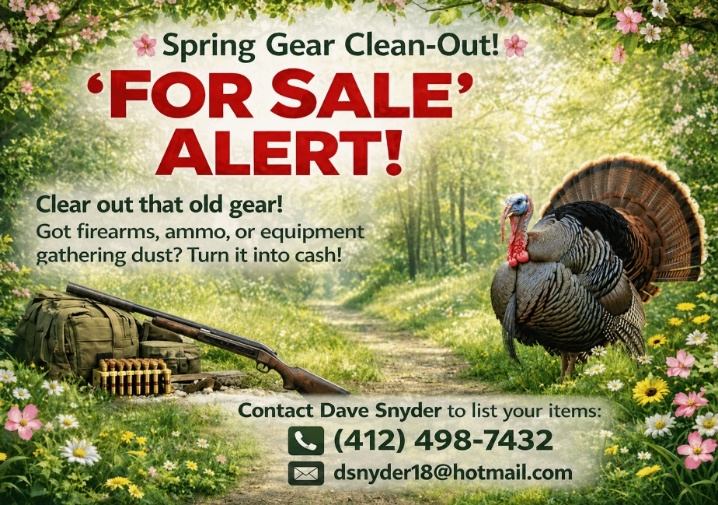 Spring Gear Clean-Out!
‘FOR SALE’
ALERT!
Clear out that old gear!
Got firearms, ammo, or equipment
gathering dust? Turn it into cash!
Contact Dave Snyder to list your items:
(412) 498-7432
dsnyder18@hotmail.com